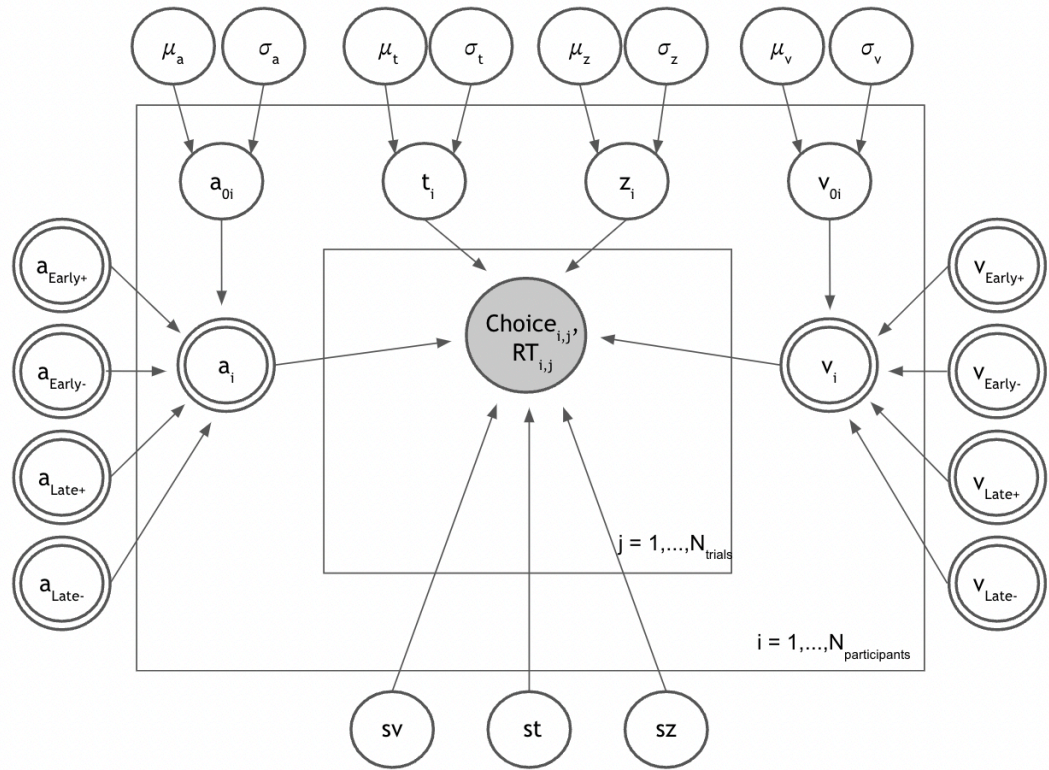 μa σa μt σt μz σz μv σv
a0i ti zi v0i
aEarly+ vEarly+
Choicei,j,
RTi,j
aEarly- ai vi vEarly-
aLate+ vLate+
j = 1,...,Ntrials
aLate- vLate-
i = 1,...,Nparticipants
sv st sz